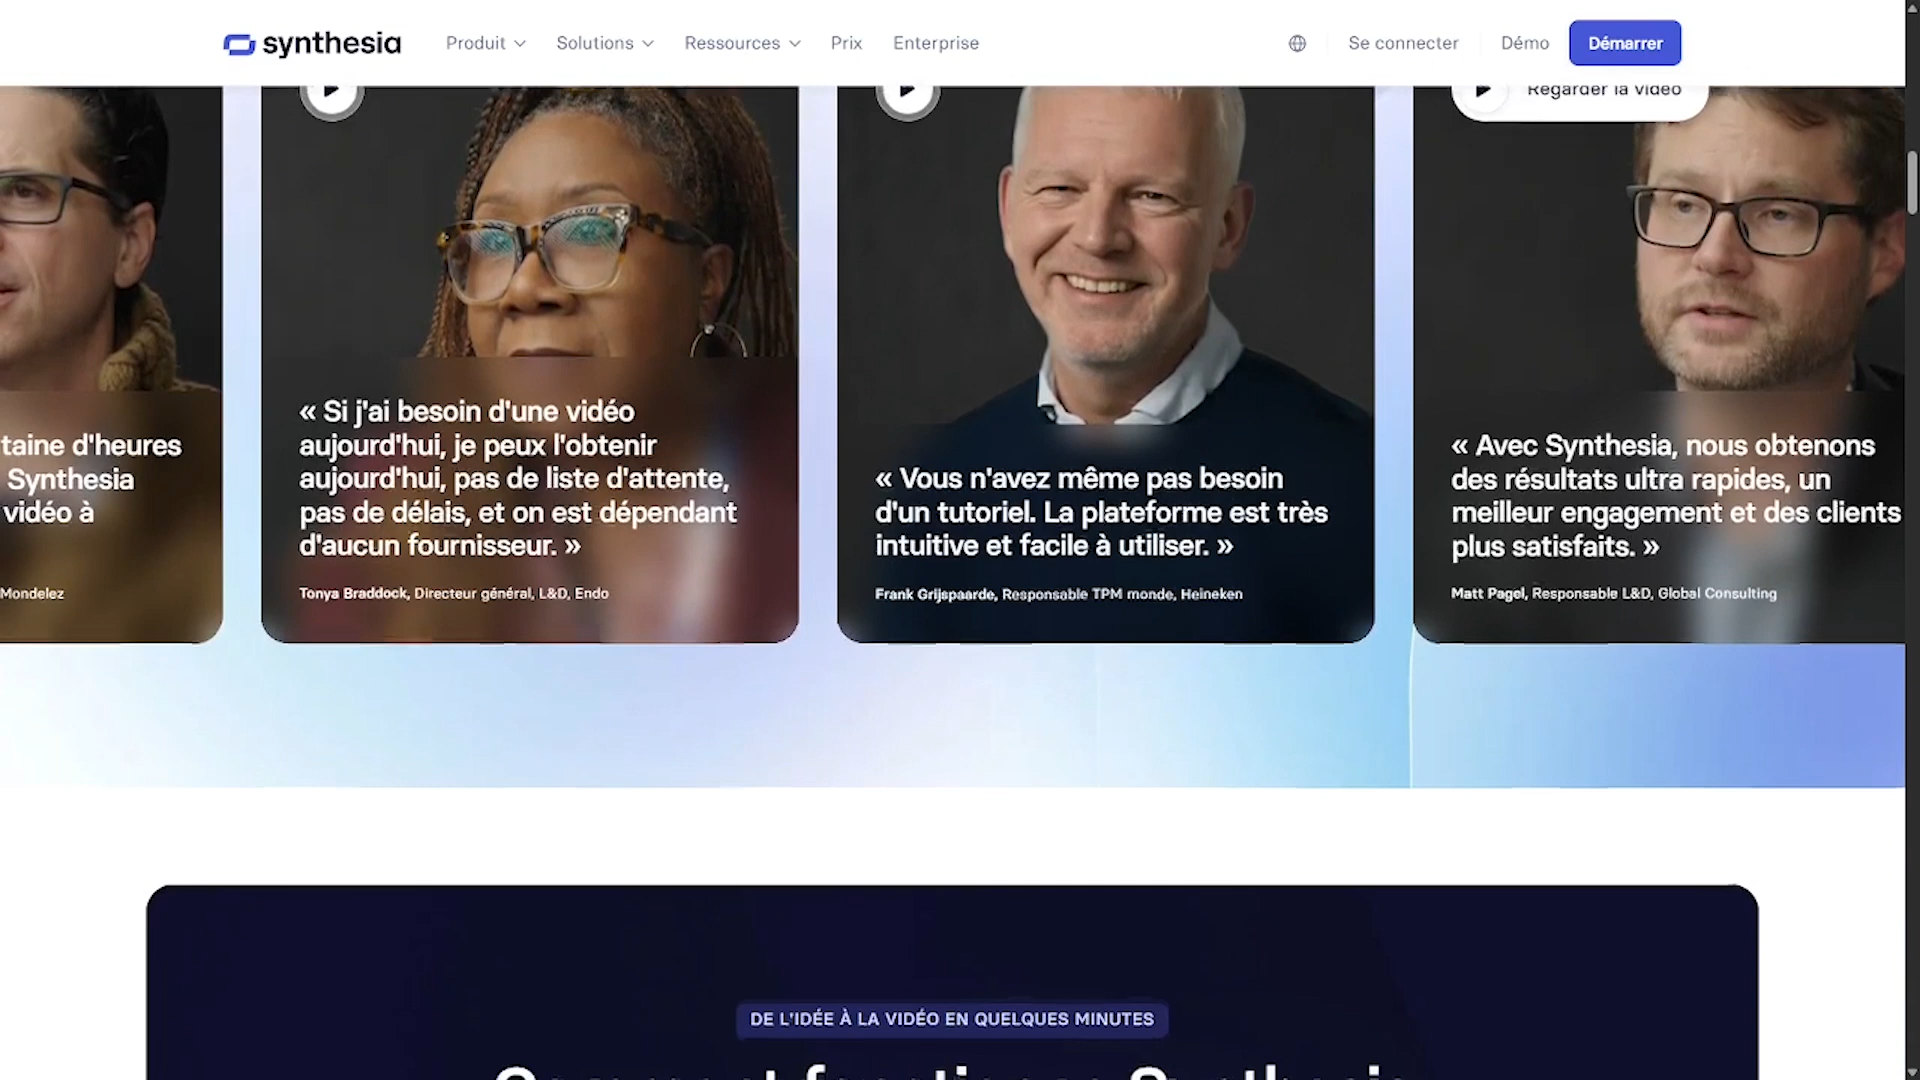 synthesia
Produit
Solutions
Ressources
Prix
Enterprise
Se connecter
Démo
Démarrer
Regarder la vidéo
taine d'heures
Synthesia
vidéo à
Mondelez
« Si j'ai besoin d'une vidéo
aujourd'hui, je peux l'obtenir
aujourd'hui, pas de liste d'attente,
pas de délais, et on est dépendant
d'aucun fournisseur. »
Tonya Braddock, Directeur général, L&D, Endo
« Vous n'avez même pas besoin
d'un tutoriel. La plateforme est très
intuitive et facile à utiliser. »
Frank Grijspaarde, Responsable TPM monde, Heineken
« Avec Synthesia, nous obtenons
des résultats ultra rapides, un
meilleur engagement et des clients
plus satisfaits. »
Matt Pagel, Responsable L&D, Global Consulting
DE L'IDÉE À LA VIDÉO EN QUELQUES MINUTES